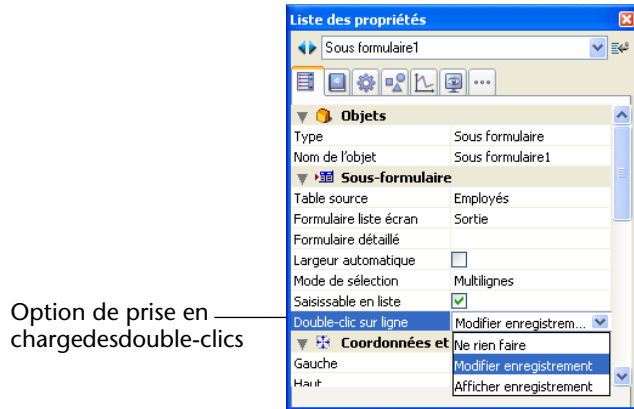 Liste des propriétés
Sous formulaire1
Objets
Type Sous formulaire
Nom de l'objet Sous formulaire1
Sous-formulaire
Table source Employés
Formulaire liste écran Sortie
Formulaire détaillé
Largeur automatique
Mode de sélection Multilignes
Saisissable en liste
Double-clic sur ligne Modifier enregistrem...
Option de prise en
chargedesdouble-clics
Coordonnées et
Ne rien faire
Gauche
Modifier enregistrement
Haut
Afficher enregistrement